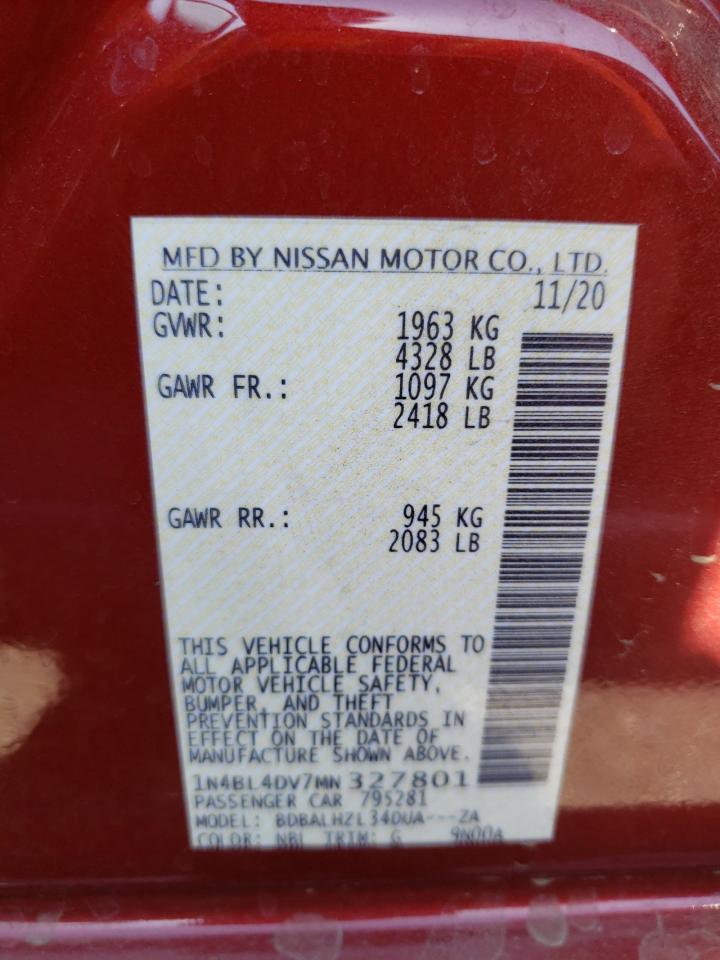 MFD BY NISSAN MOTOR CO., LTD.
DATE: 11/20
GVWR: 1963 KG
4328 LB
GAWR FR.: 1097 KG
2418 LB
GAWR RR.: 945 KG
2083 LB
THIS VEHICLE CONFORMS TO
ALL APPLICABLE FEDERAL
MOTOR VEHICLE SAFETY,
BUMPER, AND THEFT
PREVENTION STANDARDS IN
EFFECT ON THE DATE OF
MANUFACTURE SHOWN ABOVE.
1N4BL4DV7MN327801
PASSENGER CAR 795281
MODEL: BDBALHZL34DUA---ZA
COLOR: NBL TRIM: G 9N00A